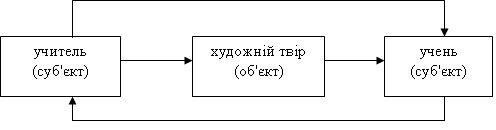 учитель
(суб'єкт)
художній твір
(об'єкт)
учень
(суб'єкт)